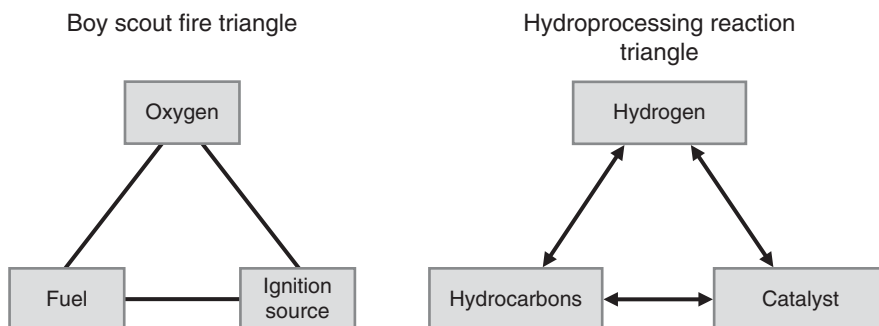 Boy scout fire triangle
Oxygen
Fuel
Ignition
source
Hydroprocessing reaction
triangle
Hydrogen
Hydrocarbons
Catalyst